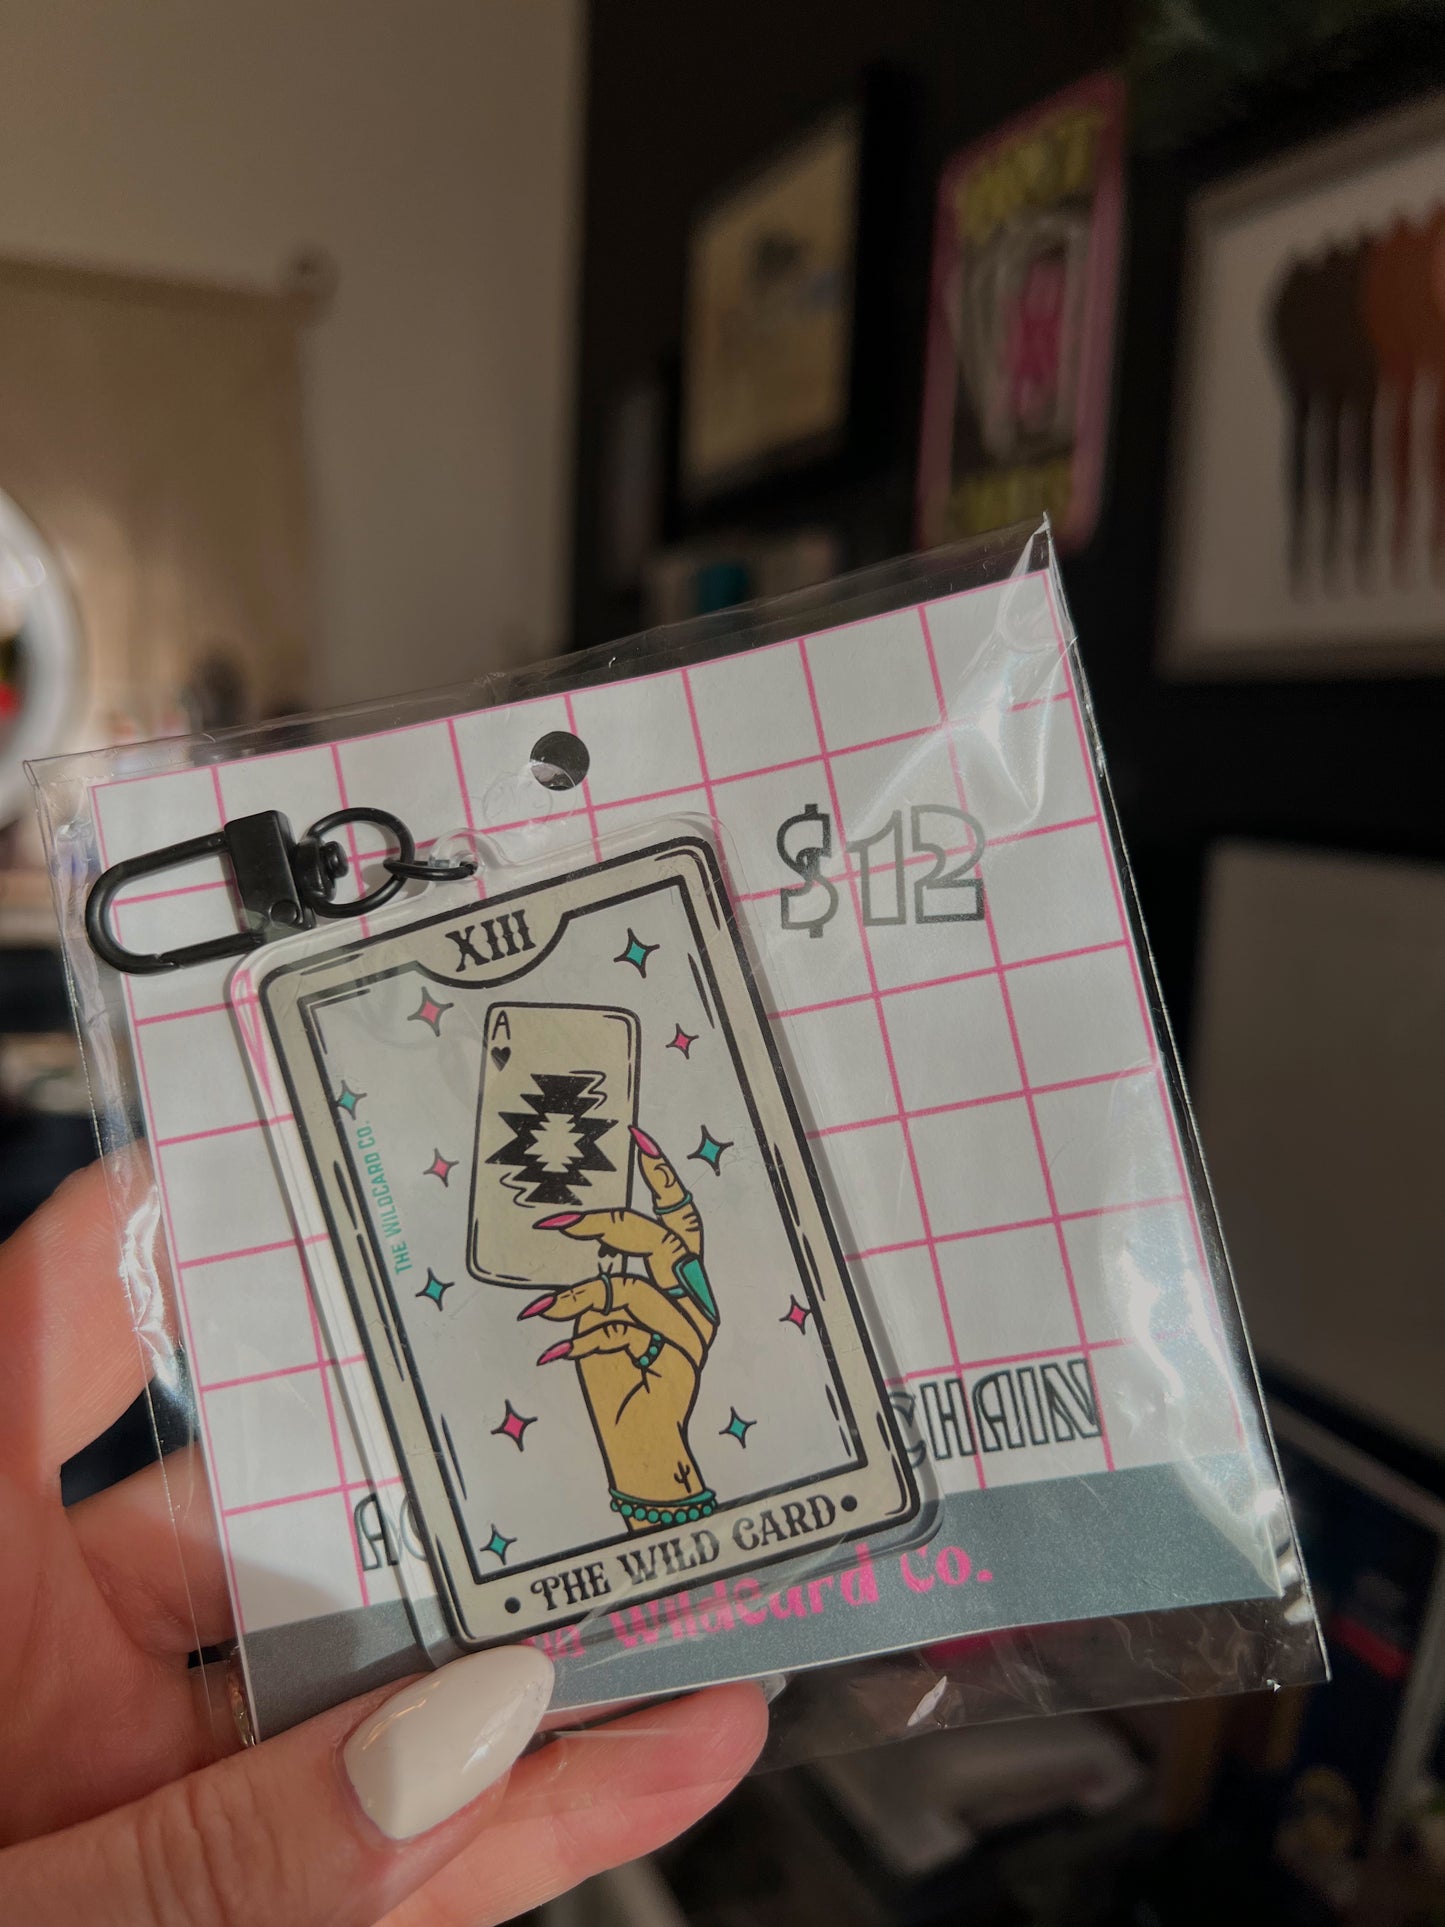 $12
XIII
A
THE WILDCARD CO.
CHAIN
• THE WILD CARD •
WildCard Co.